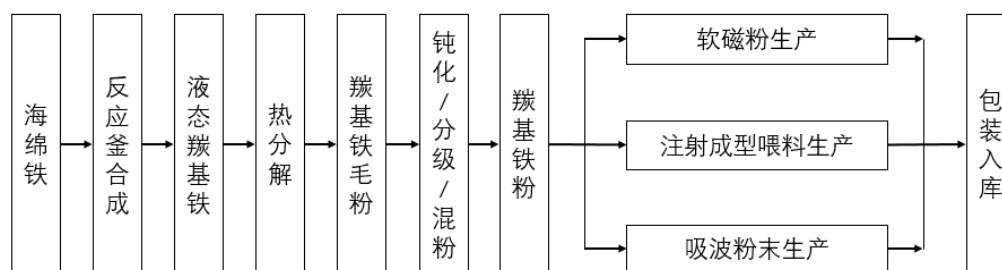 海绵铁
反应釜合成
液态羰基铁
热分解
羰基铁毛粉
钝化/分级/混粉
羰基铁粉
软磁粉生产
注射成型喂料生产
吸波粉末生产
包装入库